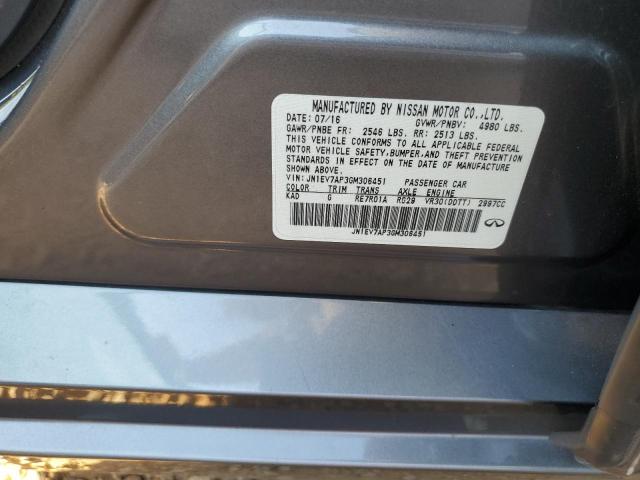 MANUFACTURED BY NISSAN MOTOR CO.,LTD.
DATE: 07/16 GVWR/PNBV: 4980 LBS.
GAWR/PNBE FR: 2546 LBS. RR: 2513 LBS.
THIS VEHICLE CONFORMS TO ALL APPLICABLE FEDERAL
MOTOR VEHICLE SAFETY, BUMPER, AND THEFT PREVENTION
STANDARDS IN EFFECT ON THE DATE OF MANUFACTURE
SHOWN ABOVE.
VIN: JN1EV7AP3GM306451 PASSENGER CAR
COLOR TRIM TRANS AXLE ENGINE
KAD G RE7R01A RC29 VR30(DDTT) 2997CC
JN1EV7AP3GM306451